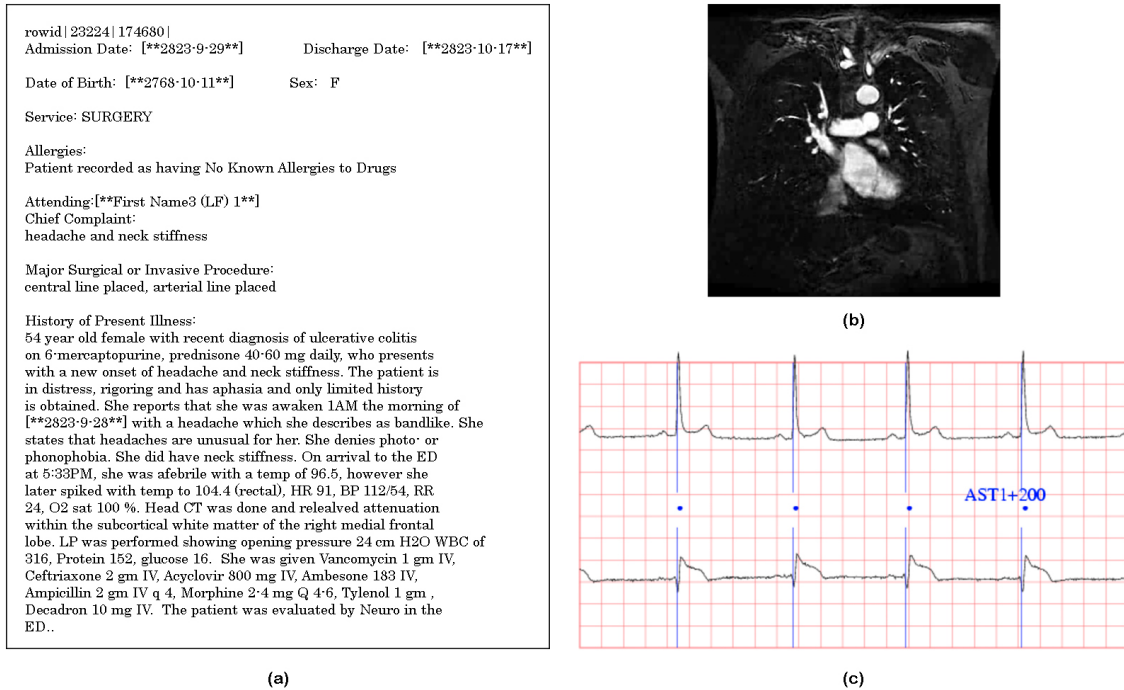 rowid|23224|174680|
Admission Date: [**2823-9-29**] Discharge Date: [**2823-10-17**]
Date of Birth: [**2768-10-11**] Sex: F
Service: SURGERY
Allergies:
Patient recorded as having No Known Allergies to Drugs
Attending:[**First Name3 (LF) 1**]
Chief Complaint:
headache and neck stiffness
Major Surgical or Invasive Procedure:
central line placed, arterial line placed
History of Present Illness:
54 year old female with recent diagnosis of ulcerative colitis
on 6-mercaptopurine, prednisone 40-60 mg daily, who presents
with a new onset of headache and neck stiffness. The patient is
in distress, rigoring and has aphasia and only limited history
is obtained. She reports that she was awaken 1AM the morning of
[**2823-9-28**] with a headache which she describes as bandlike. She
states that headaches are unusual for her. She denies photo- or
phonophobia. She did have neck stiffness. On arrival to the ED
at 5:33PM, she was afebrile with a temp of 96.5, however she
later spiked with temp to 104.4 (rectal), HR 91, BP 112/54, RR
24, O2 sat 100 %. Head CT was done and relealved attenuation
within the subcortical white matter of the right medial frontal
lobe. LP was performed showing opening pressure 24 cm H2O WBC of
316, Protein 152, glucose 16. She was given Vancomycin 1 gm IV,
Ceftriaxone 2 gm IV, Acyclovir 800 mg IV, Ambesone 183 IV,
Ampicillin 2 gm IV q 4, Morphine 2-4 mg Q 4-6, Tylenol 1 gm ,
Decadron 10 mg IV. The patient was evaluated by Neuro in the
ED..
(a)
(b)
AST1+200
(c)